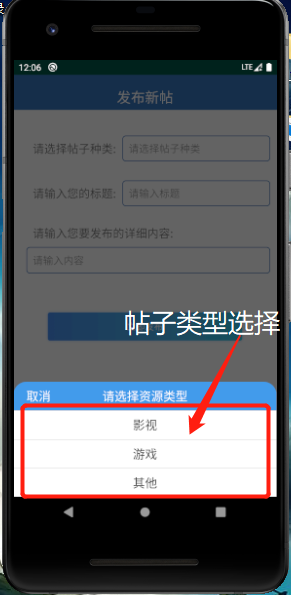 12:06
LTE
发布新帖
请选择帖子种类: 请选择帖子种类
请输入您的标题: 请输入标题
请输入您要发布的详细内容:
请输入内容
帖子类型选择
取消 请选择资源类型
影视
游戏
其他